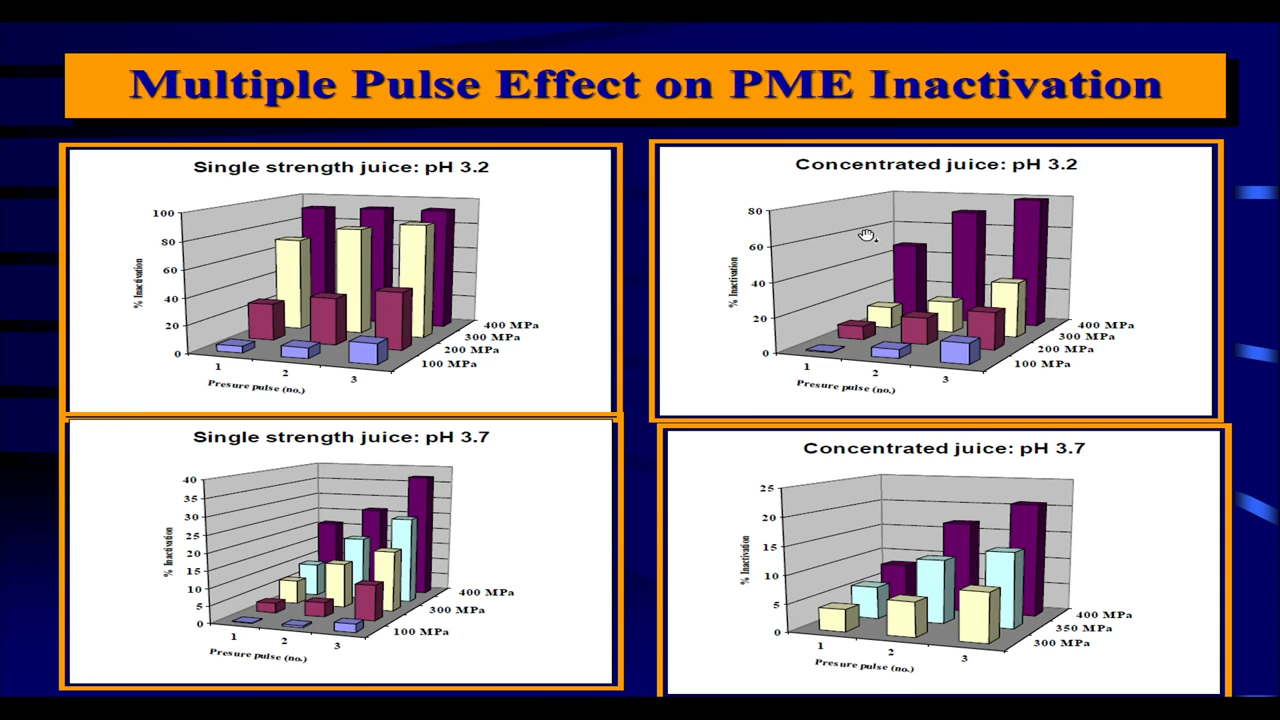 Multiple Pulse Effect on PME Inactivation
Single strength juice: pH 3.2
100
80
60
40
20
0
% Inactivation
1
2
3
Presure pulse (no.)
400 MPa
300 MPa
200 MPa
100 MPa
Concentrated juice: pH 3.2
80
60
40
20
0
% Inactivation
1
2
3
Presure pulse (no.)
400 MPa
300 MPa
200 MPa
100 MPa
Single strength juice: pH 3.7
40
35
30
25
20
15
10
5
0
% Inactivation
1
2
3
Presure pulse (no.)
400 MPa
300 MPa
100 MPa
Concentrated juice: pH 3.7
25
20
15
10
5
0
% Inactivation
1
2
3
Presure pulse (no.)
400 MPa
350 MPa
300 MPa